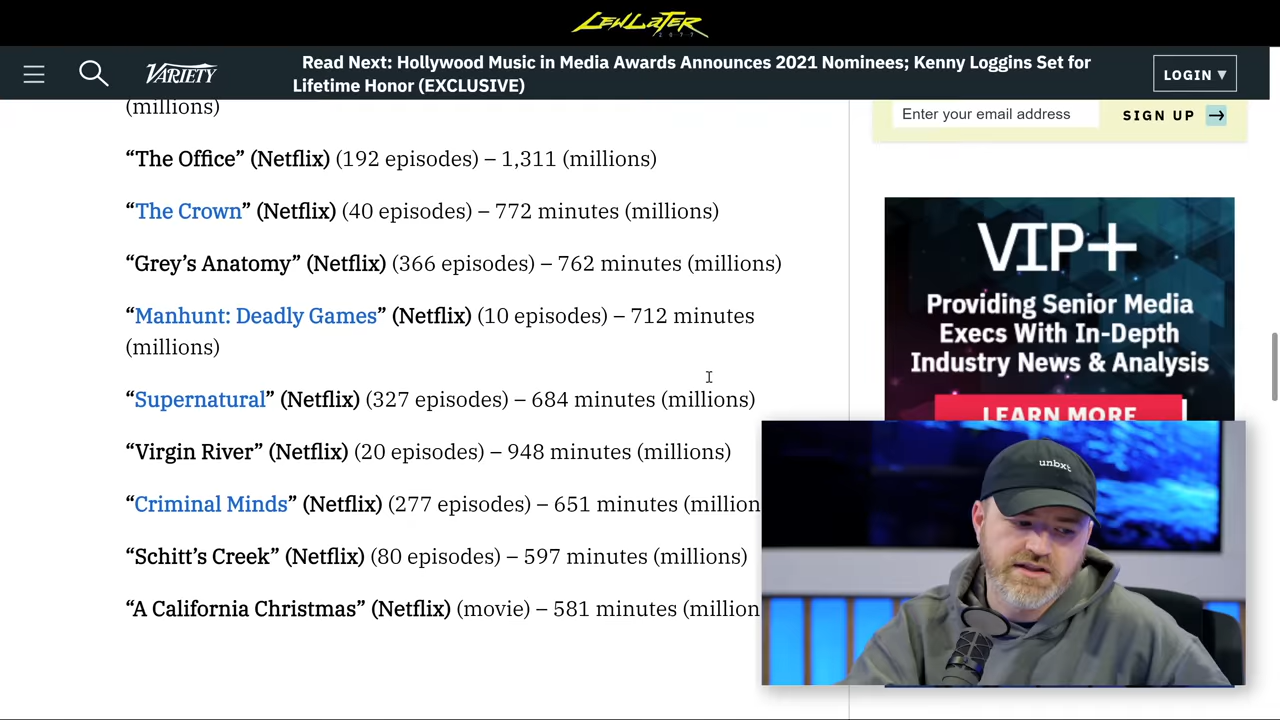 LEWLATER
2077
VARIETY
Read Next: Hollywood Music in Media Awards Announces 2021 Nominees; Kenny Loggins Set for
Lifetime Honor (EXCLUSIVE)
LOGIN ▾
(millions)
“The Office” (Netflix) (192 episodes) – 1,311 (millions)
“The Crown” (Netflix) (40 episodes) – 772 minutes (millions)
“Grey’s Anatomy” (Netflix) (366 episodes) – 762 minutes (millions)
“Manhunt: Deadly Games” (Netflix) (10 episodes) – 712 minutes
(millions)
“Supernatural” (Netflix) (327 episodes) – 684 minutes (millions)
“Virgin River” (Netflix) (20 episodes) – 948 minutes (millions)
“Criminal Minds” (Netflix) (277 episodes) – 651 minutes (million
“Schitt’s Creek” (Netflix) (80 episodes) – 597 minutes (millions)
“A California Christmas” (Netflix) (movie) – 581 minutes (million
Enter your email address
SIGN UP →
VIP+
Providing Senior Media
Execs With In-Depth
Industry News & Analysis
LEARN MORE
unbx